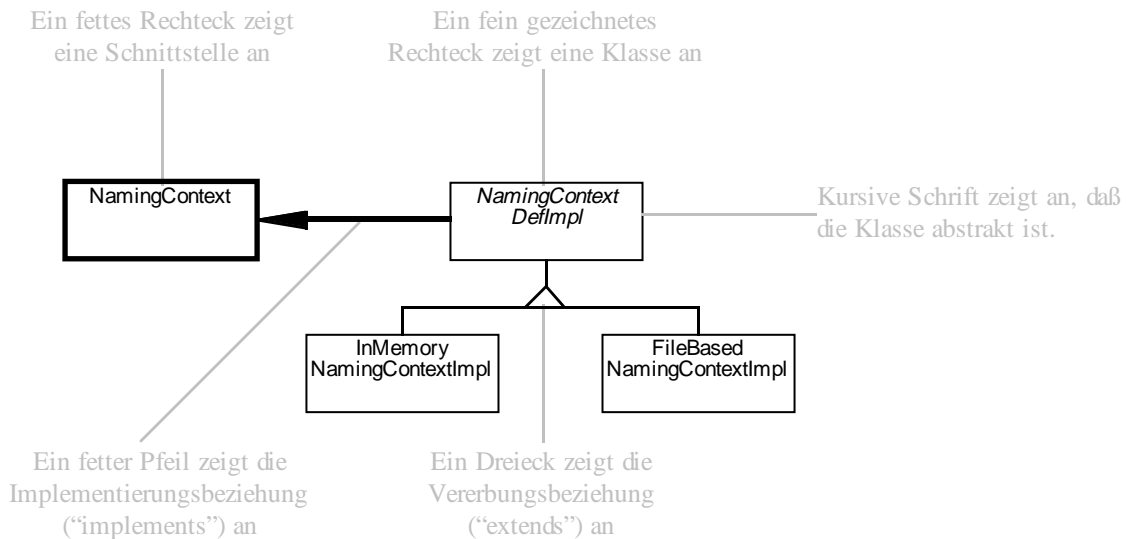 Ein fettes Rechteck zeigt
eine Schnittstelle an
Ein fein gezeichnetes
Rechteck zeigt eine Klasse an
NamingContext
NamingContext
DefImpl
Kursive Schrift zeigt an, daß
die Klasse abstrakt ist.
InMemory
NamingContextImpl
FileBased
NamingContextImpl
Ein fetter Pfeil zeigt die
Implementierungsbeziehung
(“implements”) an
Ein Dreieck zeigt die
Vererbungsbeziehung
(“extends”) an